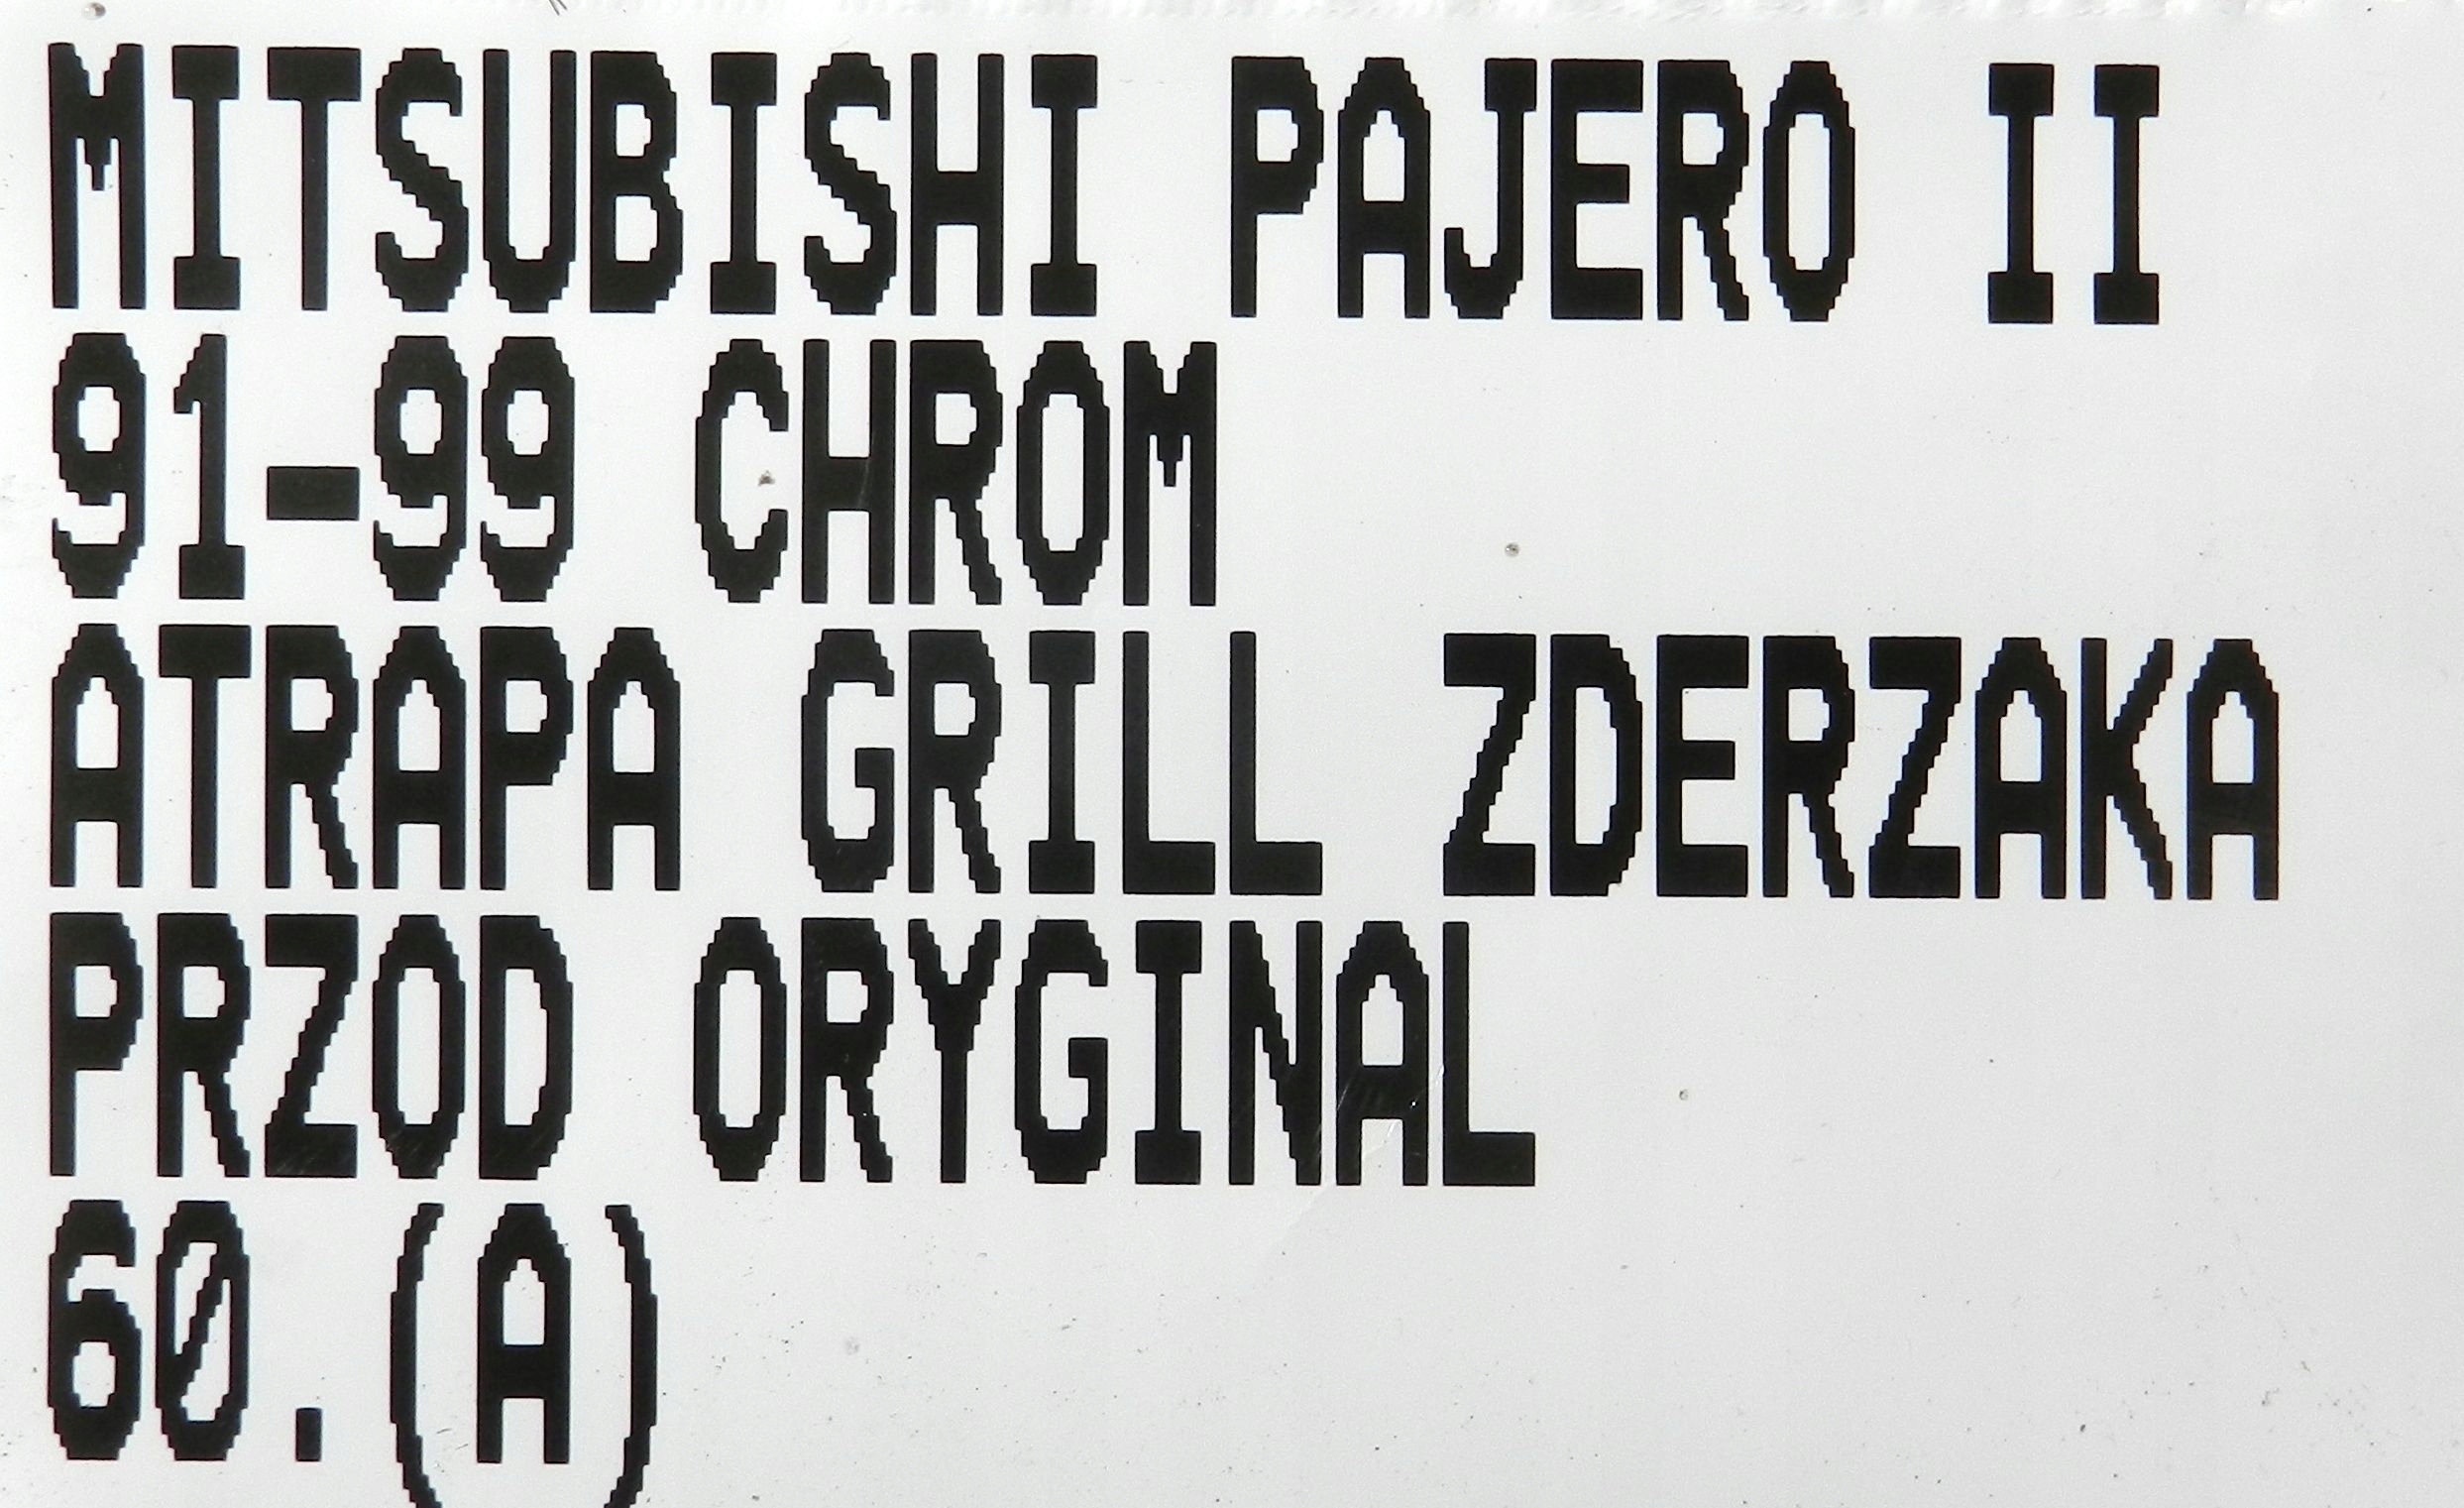 MITSUBISHI PAJERO II
91-99 CHROM
ATRAPA GRILL ZDERZAKA
PRZOD ORYGINAL
60.(A)